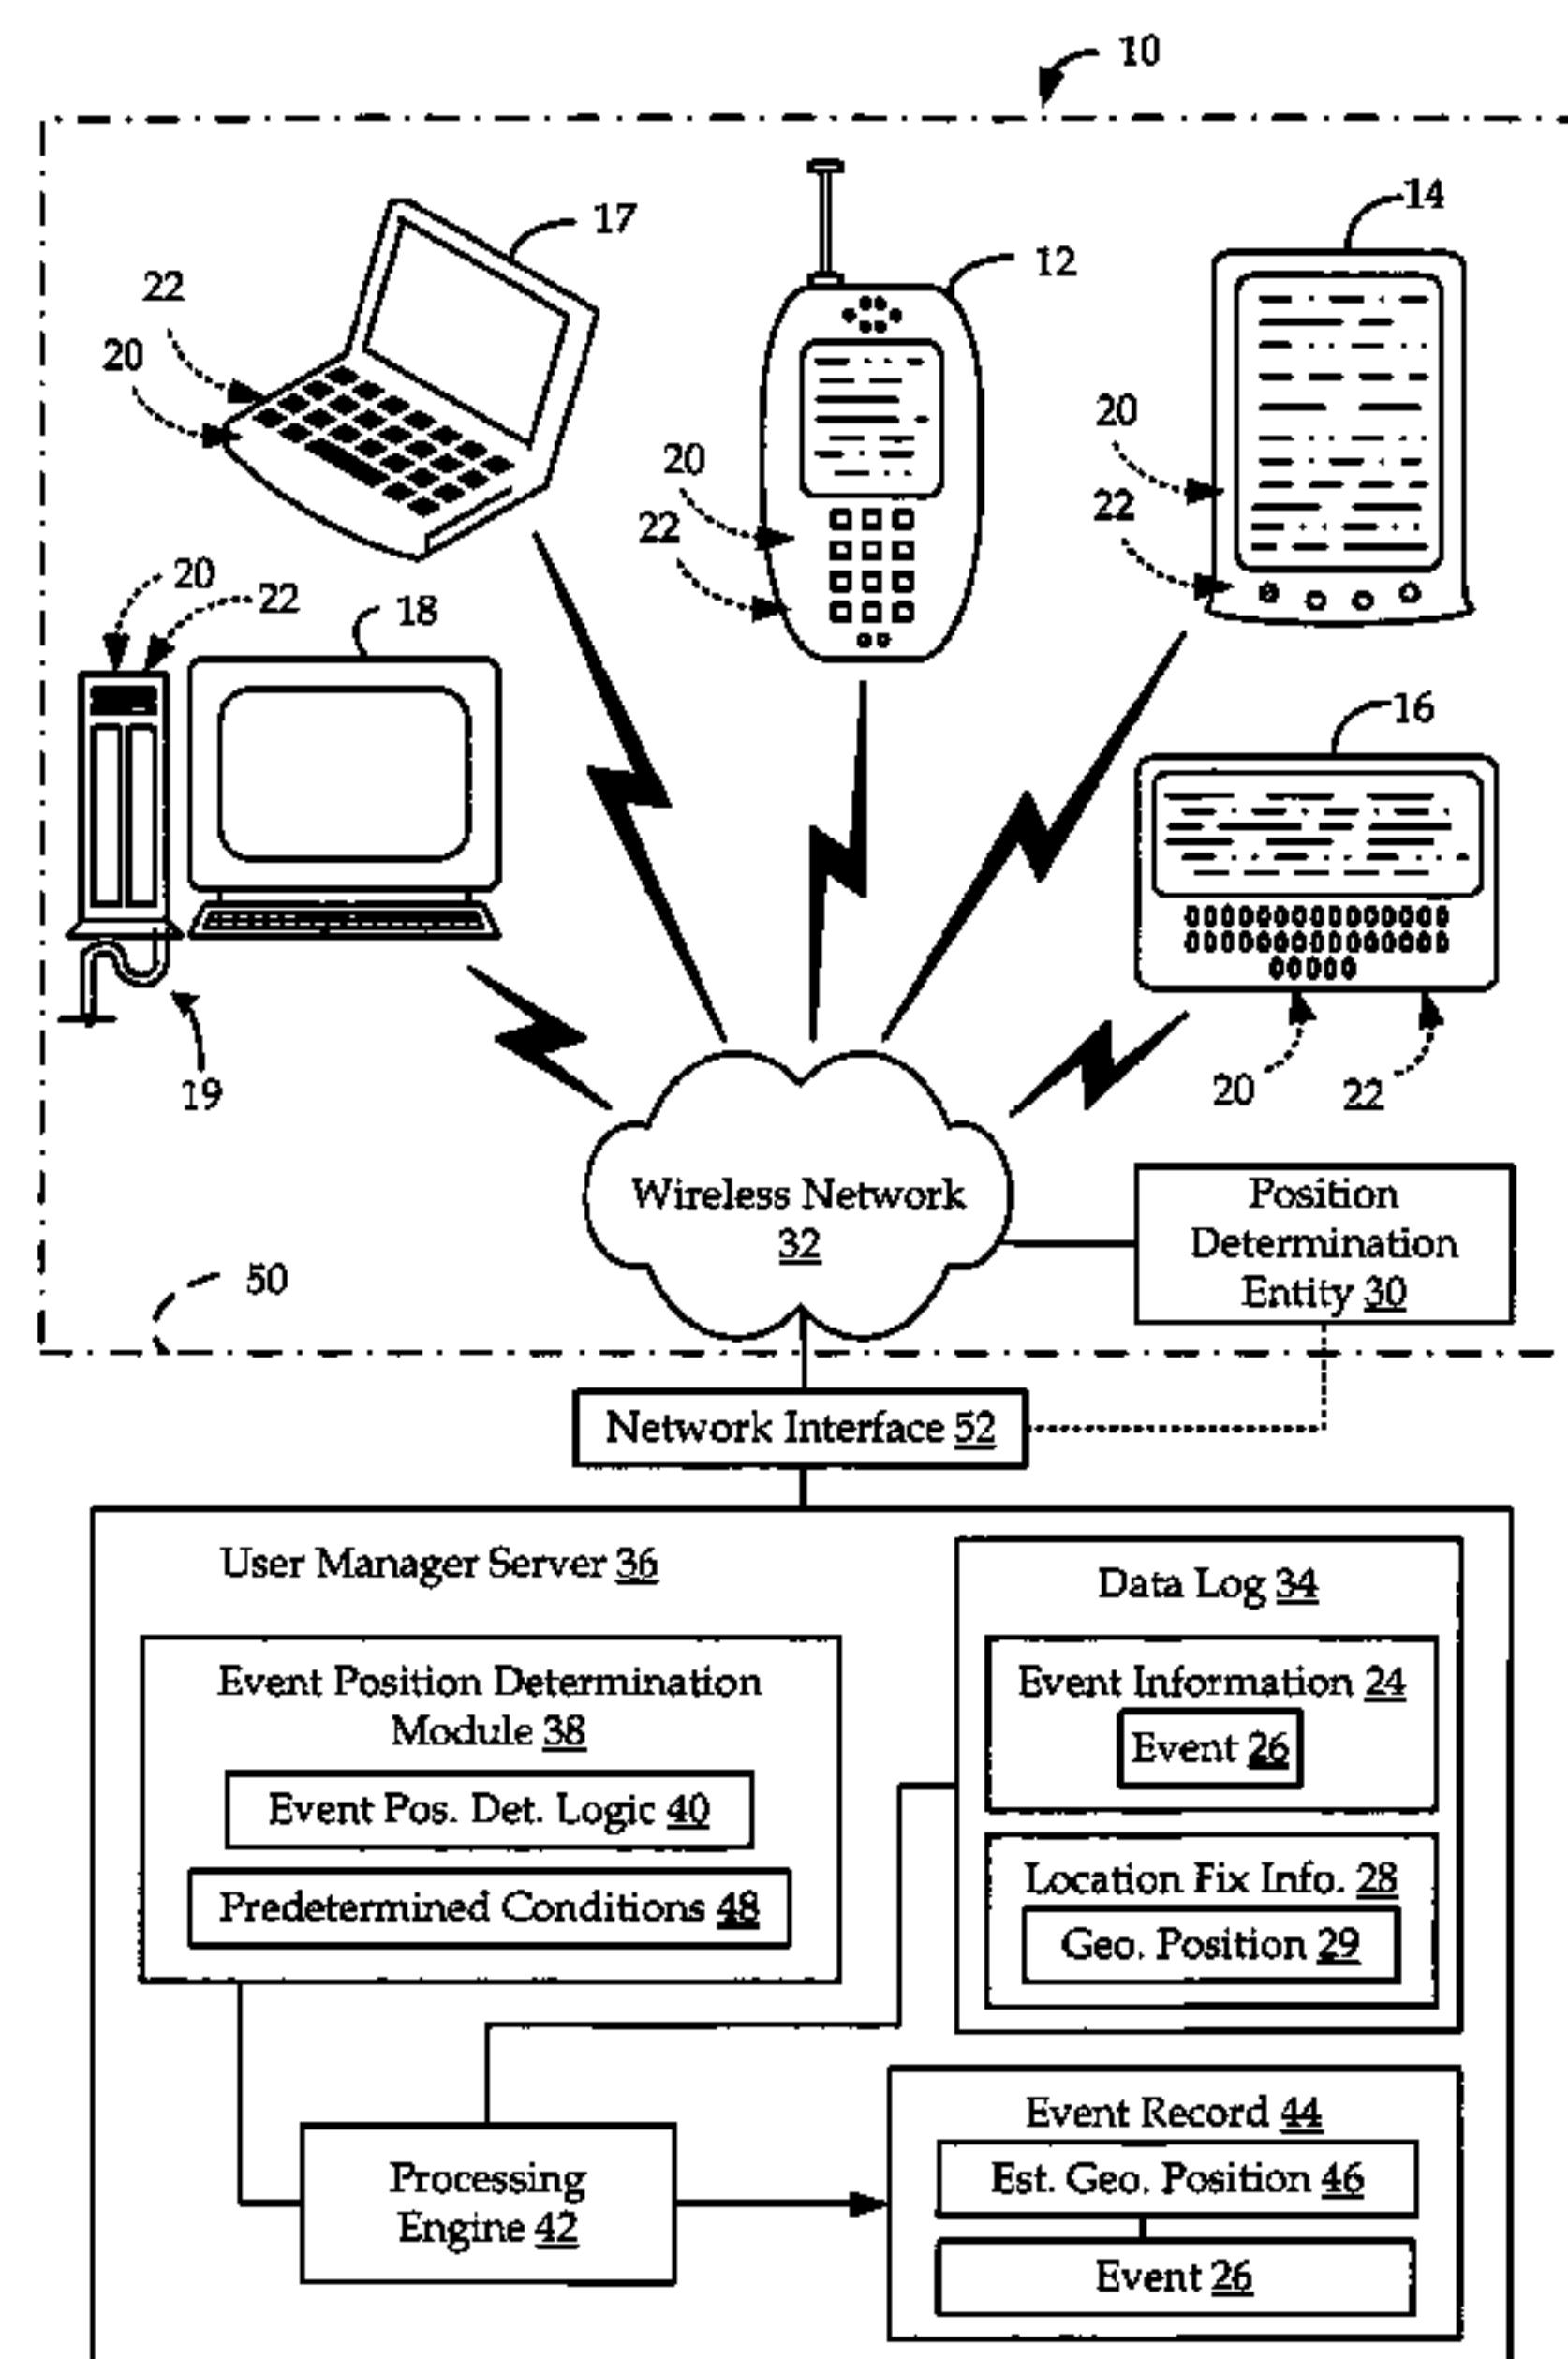 10
17
12
14
22
20
20
22
20
22
20
22
18
16
19
20
22
Wireless Network
32
Position
Determination
Entity 30
50
Network Interface 52
User Manager Server 36
Event Position Determination
Module 38
Event Pos. Det. Logic 40
Predetermined Conditions 48
Data Log 34
Event Information 24
Event 26
Location Fix Info. 28
Geo. Position 29
Processing
Engine 42
Event Record 44
Est. Geo. Position 46
Event 26